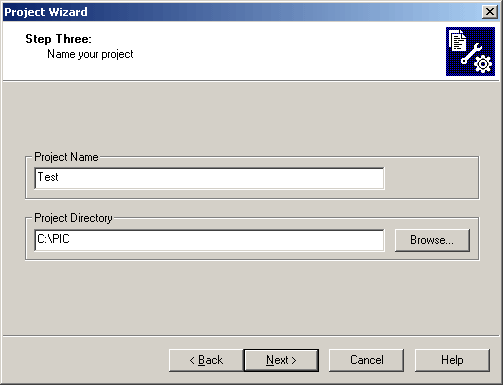 Project Wizard
Step Three:
Name your project
Project Name
Test
Project Directory
C:\PIC
Browse...
< Back
Next >
Cancel
Help